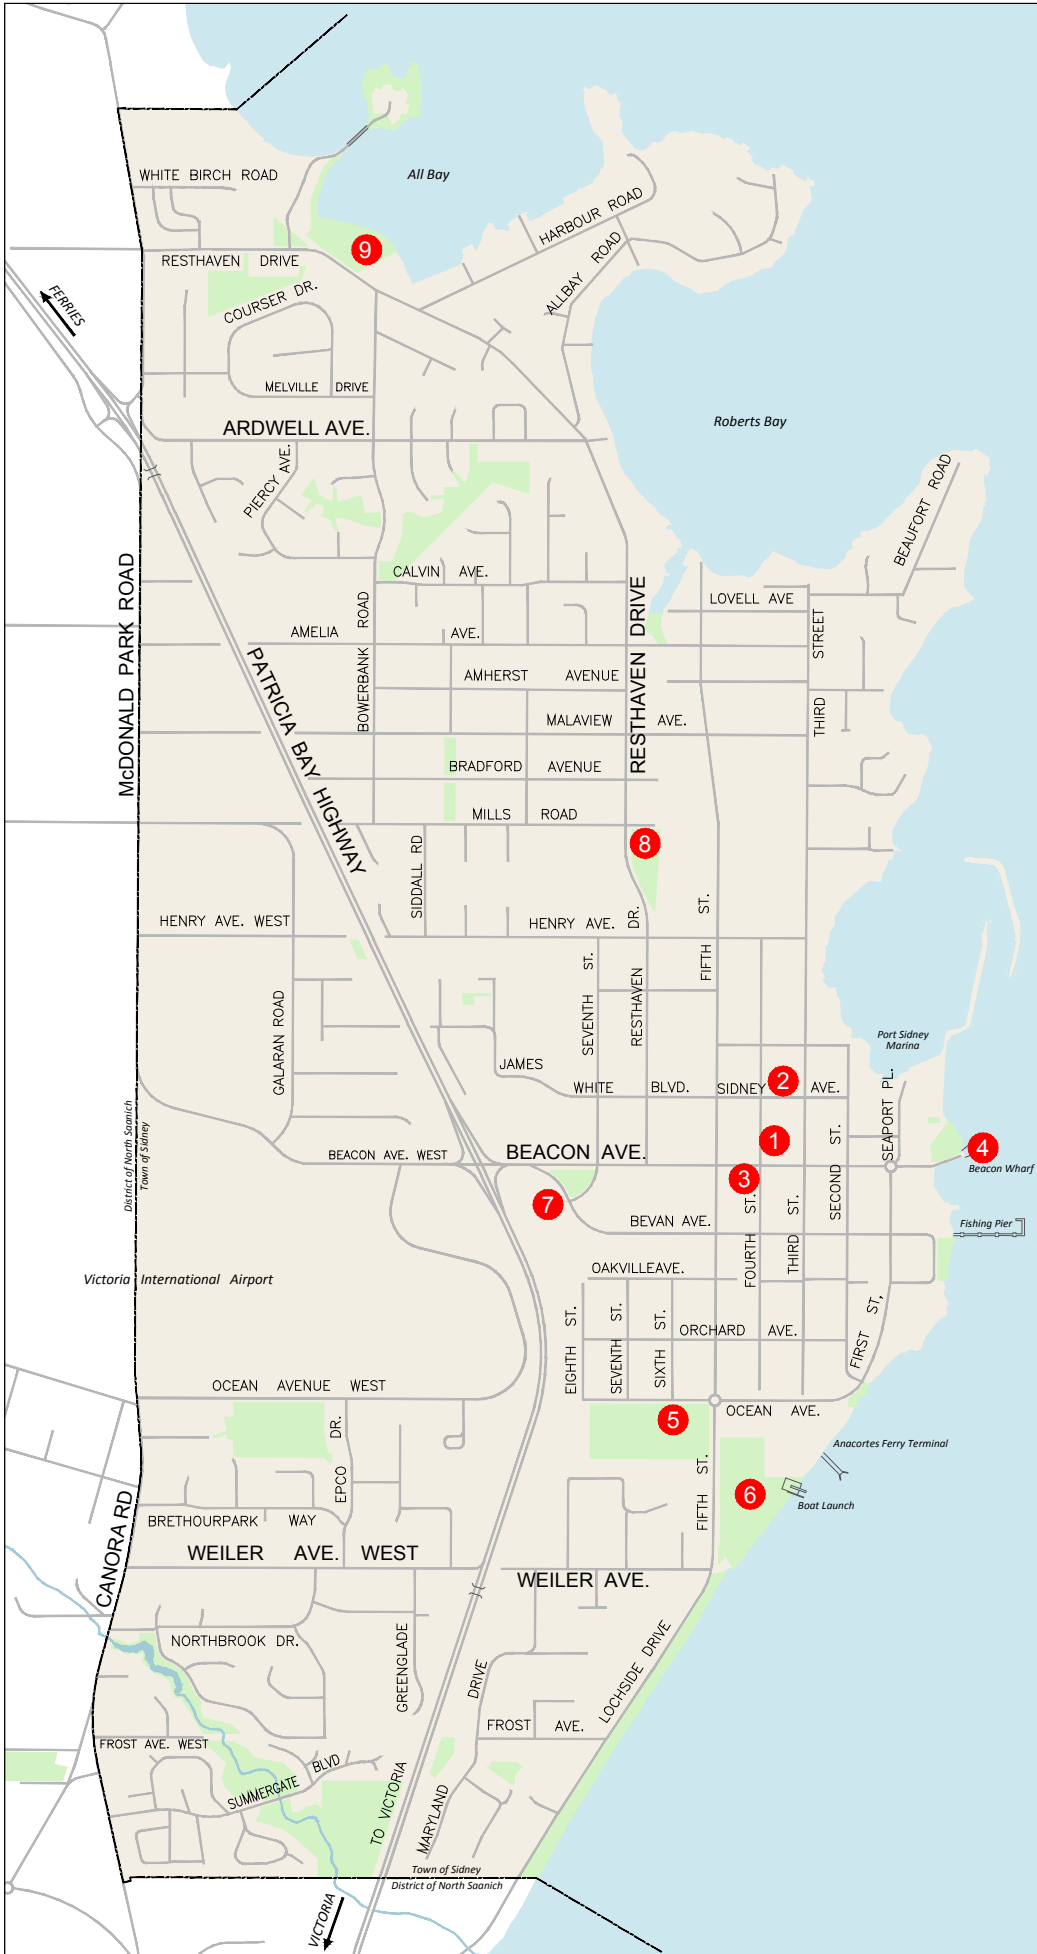 All Bay
WHITE BIRCH ROAD
HARBOUR ROAD
9
RESTHAVEN DRIVE
ALLBAY ROAD
COURSER DR.
FERRIES
MELVILLE DRIVE
Roberts Bay
ARDWELL AVE.
PIERCY AVE.
BEAUFORT ROAD
CALVIN AVE.
LOVELL AVE
McDONALD PARK ROAD
BOWERBANK ROAD
RESTHAVEN DRIVE
THIRD STREET
AMELIA AVE.
PATRICIA BAY HIGHWAY
AMHERST AVENUE
MALAVIEW AVE.
BRADFORD AVENUE
MILLS ROAD
8
SIDDALL RD
HENRY AVE. WEST
HENRY AVE.
RESTHAVEN DR.
FIFTH ST.
SEVENTH ST.
GALARAN ROAD
Port Sidney
Marina
JAMES WHITE BLVD.
SIDNEY AVE.
2
SEAPORT PL.
District of North Saanich
Town of Sidney
1
BEACON AVE. WEST
BEACON AVE.
4
Beacon Wharf
3
SECOND ST.
7
BEVAN AVE.
Fishing Pier
FOURTH ST.
THIRD ST.
OAKVILLEAVE.
Victoria International Airport
EIGHTH ST.
SEVENTH ST.
SIXTH ST.
ORCHARD AVE.
FIRST ST,
OCEAN AVENUE WEST
5
OCEAN AVE.
EPCO DR.
Anacortes Ferry Terminal
FIFTH ST.
6
Boat Launch
CANORA RD
BRETHOURPARK WAY
WEILER AVE. WEST
WEILER AVE.
NORTHBROOK DR.
GREENGLADE
LOCHSIDE DRIVE
FROST AVE.
FROST AVE. WEST
SUMMERGATE BLVD
MARYLAND DRIVE
TO VICTORIA
Town of Sidney
District of North Saanich
VICTORIA